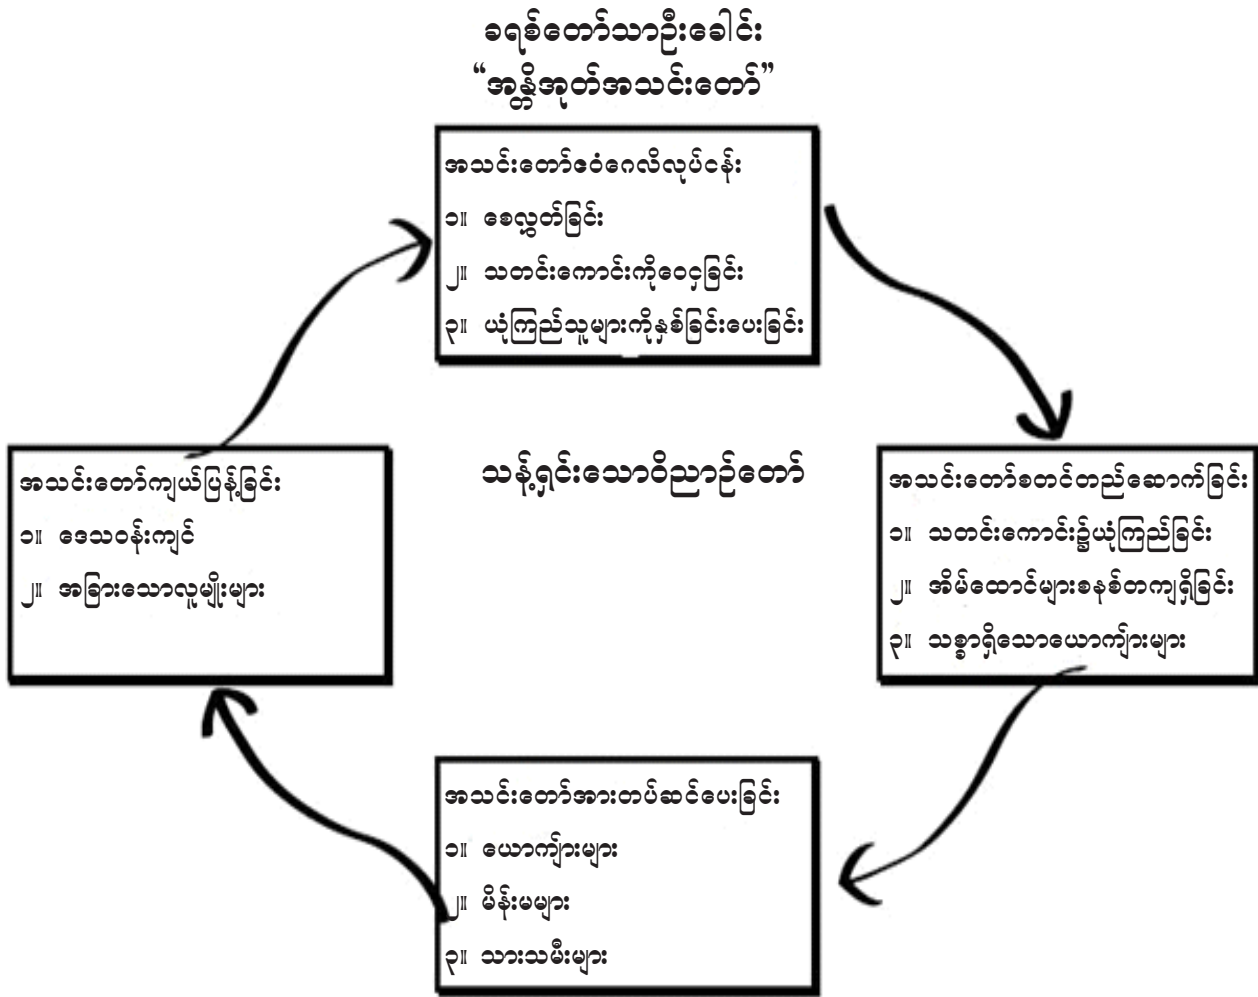 ခရစ်တော်သာဦးခေါင်း
“အန္တိအုတ်အသင်းတော်”
အသင်းတော်ဧဝံဂေလိလုပ်ငန်း
၁။ စေလွှတ်ခြင်း
၂။ သတင်းကောင်းကိုဝေငှခြင်း
၃။ ယုံကြည်သူများကိုနှစ်ခြင်းပေးခြင်း
သန့်ရှင်းသောဝိညာဉ်တော်
အသင်းတော်စတင်တည်ဆောက်ခြင်း
၁။ သတင်းကောင်း၌ယုံကြည်ခြင်း
၂။ အိမ်ထောင်များစနစ်တကျရှိခြင်း
၃။ သစ္စာရှိသောယောကျ်ားများ
အသင်းတော်အားတပ်ဆင်ပေးခြင်း
၁။ ယောကျ်ားများ
၂။ မိန်းမများ
၃။ သားသမီးများ
အသင်းတော်ကျယ်ပြန့်ခြင်း
၁။ ဒေသဝန်းကျင်
၂။ အခြားသောလူမျိုးများ